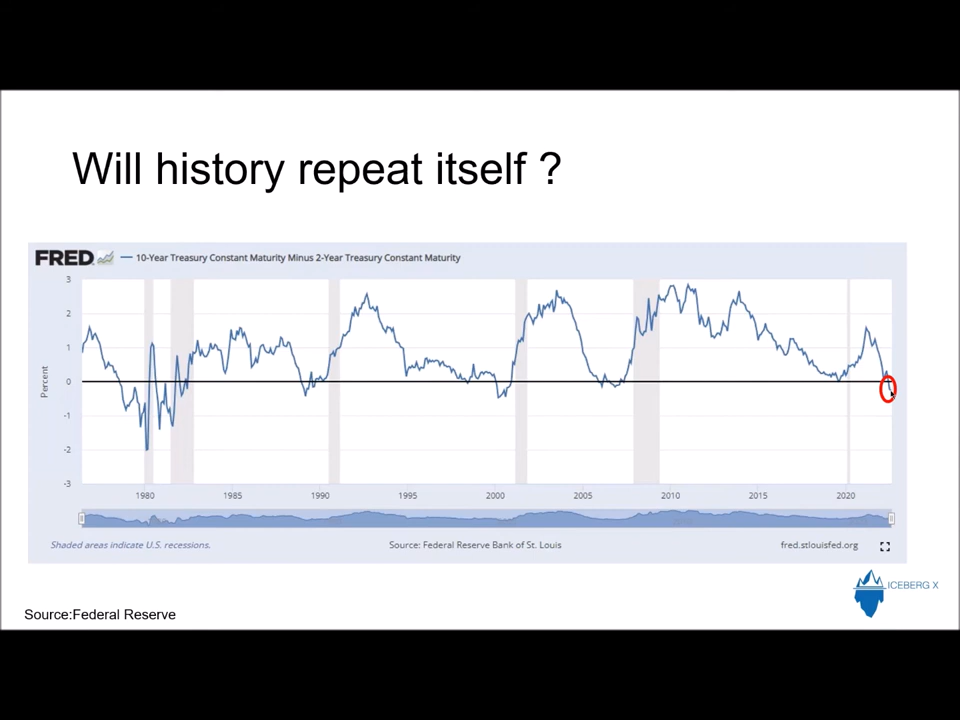 Will history repeat itself ?
FRED 10-Year Treasury Constant Maturity Minus 2-Year Treasury Constant Maturity
3
2
1
0
-1
-2
-3
Percent
1980 1985 1990 1995 2000 2005 2010 2015 2020
Shaded areas indicate U.S. recessions. Source: Federal Reserve Bank of St. Louis fred.stlouisfed.org
ICEBERG X
Source:Federal Reserve